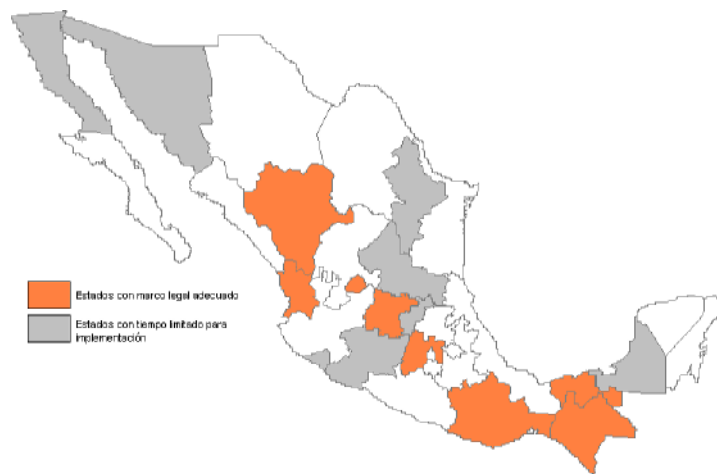 Estados con marco legal adecuado
Estados con tiempo limitado para
implementación